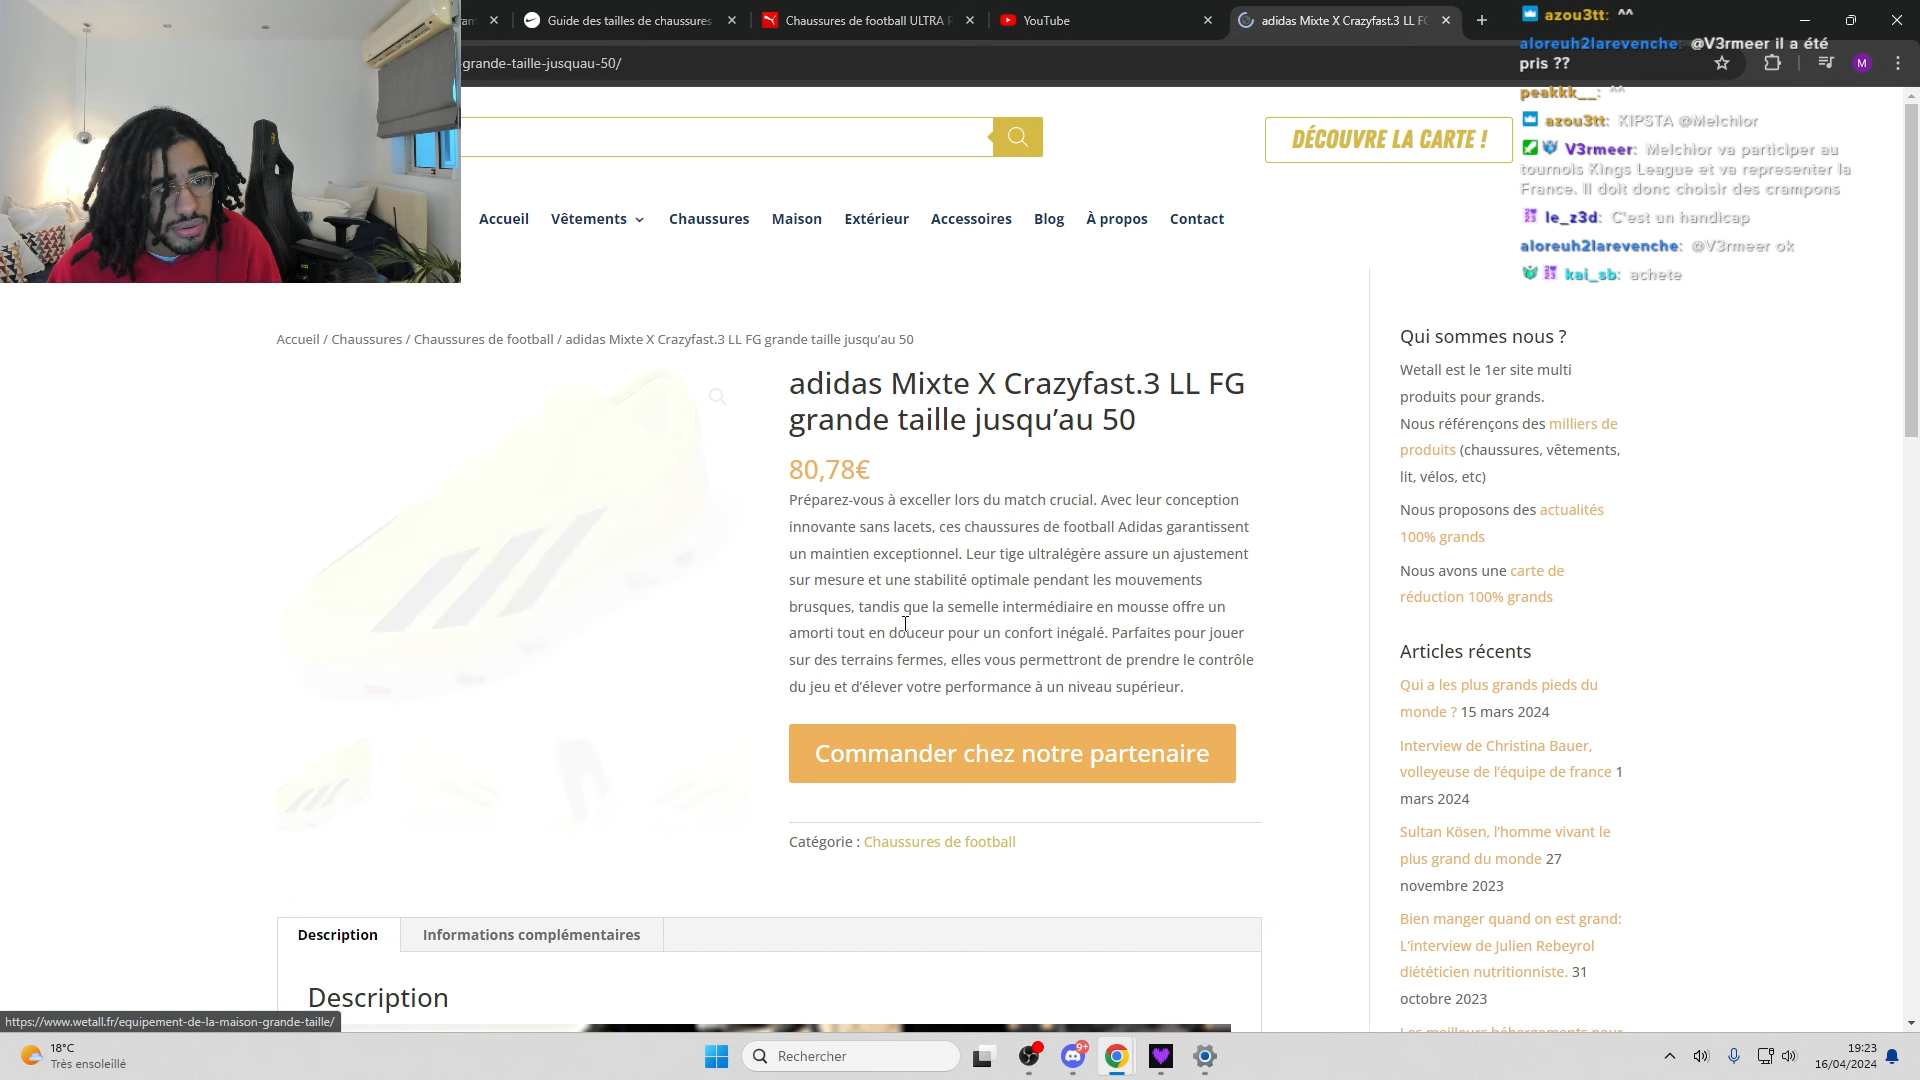 Guide des tailles de chaussures
Chaussures de football ULTRA
YouTube
adidas Mixte X Crazyfast.3 LL FG
grande-taille-jusquau-50/
M
azou3tt: ^^
aloreuh2larevenche: @V3rmeer il a été
pris ??
peakkk__: ^^
azou3tt: KIPSTA @Melchior
V3rmeer: Melchior va participer au
tournois Kings League et va representer la
France. Il doit donc choisir des crampons
le_z3d: C'est un handicap
aloreuh2larevenche: @V3rmeer ok
kai_sb: achete
DÉCOUVRE LA CARTE !
Accueil Vêtements Chaussures Maison Extérieur Accessoires Blog À propos Contact
Accueil / Chaussures / Chaussures de football / adidas Mixte X Crazyfast.3 LL FG grande taille jusqu’au 50
adidas Mixte X Crazyfast.3 LL FG
grande taille jusqu’au 50
80,78€
Préparez-vous à exceller lors du match crucial. Avec leur conception
innovante sans lacets, ces chaussures de football Adidas garantissent
un maintien exceptionnel. Leur tige ultralégère assure un ajustement
sur mesure et une stabilité optimale pendant les mouvements
brusques, tandis que la semelle intermédiaire en mousse offre un
amorti tout en douceur pour un confort inégalé. Parfaites pour jouer
sur des terrains fermes, elles vous permettront de prendre le contrôle
du jeu et d’élever votre performance à un niveau supérieur.
Commander chez notre partenaire
Catégorie : Chaussures de football
Description Informations complémentaires
Description
Qui sommes nous ?
Wetall est le 1er site multi
produits pour grands.
Nous référençons des milliers de
produits (chaussures, vêtements,
lit, vélos, etc)
Nous proposons des actualités
100% grands
Nous avons une carte de
réduction 100% grands
Articles récents
Qui a les plus grands pieds du
monde ? 15 mars 2024
Interview de Christina Bauer,
volleyeuse de l’équipe de france 1
mars 2024
Sultan Kösen, l’homme vivant le
plus grand du monde 27
novembre 2023
Bien manger quand on est grand:
L’interview de Julien Rebeyrol
diététicien nutritionniste. 31
octobre 2023
Les meilleurs hébergements pour
https://www.wetall.fr/equipement-de-la-maison-grande-taille/
18°C
Très ensoleillé
Rechercher
9+
19:23
16/04/2024